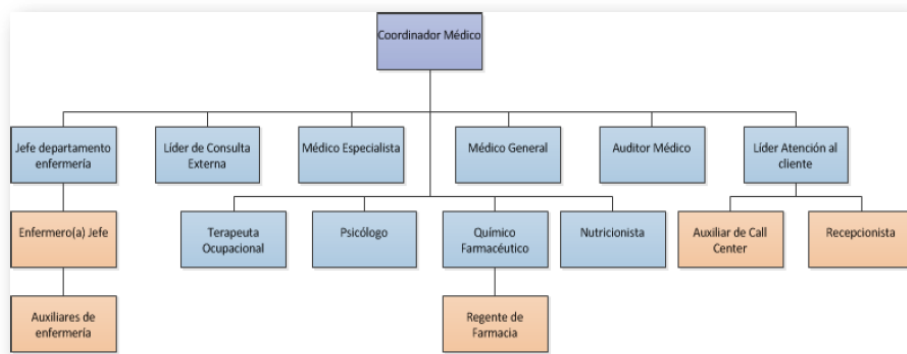 Coordinador Médico
Jefe departamento
enfermería
Líder de Consulta
Externa
Médico Especialista
Médico General
Auditor Médico
Líder Atención al
cliente
Enfermero(a) Jefe
Terapeuta
Ocupacional
Psicólogo
Químico
Farmacéutico
Nutricionista
Auxiliar de Call
Center
Recepcionista
Auxiliares de
enfermería
Regente de
Farmacia